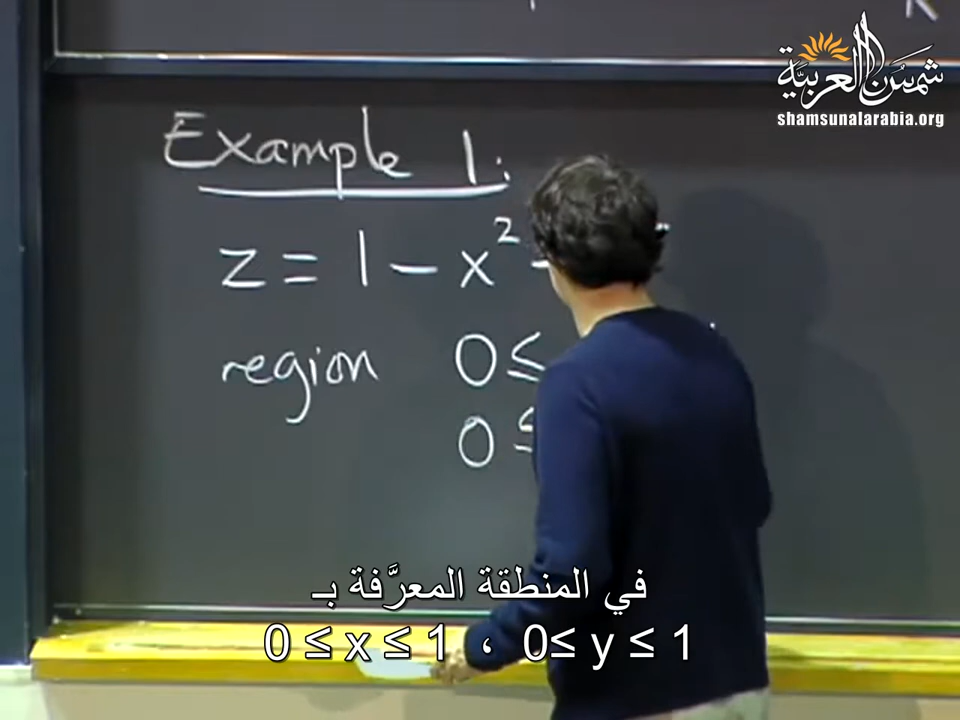 شمس العربية
shamsunalarabia.org
Example 1:
z = 1 - x² -
region 0 ≤
0 ≤
في المنطقة المعرَّفة بـ
0 ≤ x ≤ 1 ، 0≤ y ≤ 1